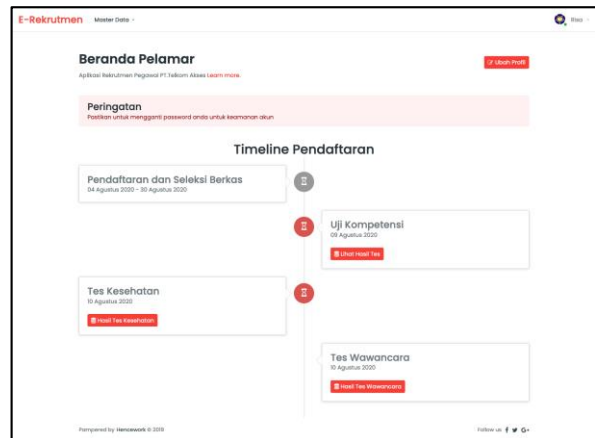 E-Rekrutmen Master Data Ries
Beranda Pelamar
Ubah Profil
Aplikasi Rekrutmen Pegawai PT.Telkom Akses Learn more.
Peringatan
Pastikan untuk mengganti password anda untuk keamanan akun
Timeline Pendaftaran
Pendaftaran dan Seleksi Berkas
04 Agustus 2020 - 30 Agustus 2020
Uji Kompetensi
09 Agustus 2020
Lihat Hasil Tes
Tes Kesehatan
10 Agustus 2020
Hasil Tes Kesehatan
Tes Wawancara
10 Agustus 2020
Hasil Tes Wawancara
Pampered by Hencework © 2019 Follow us